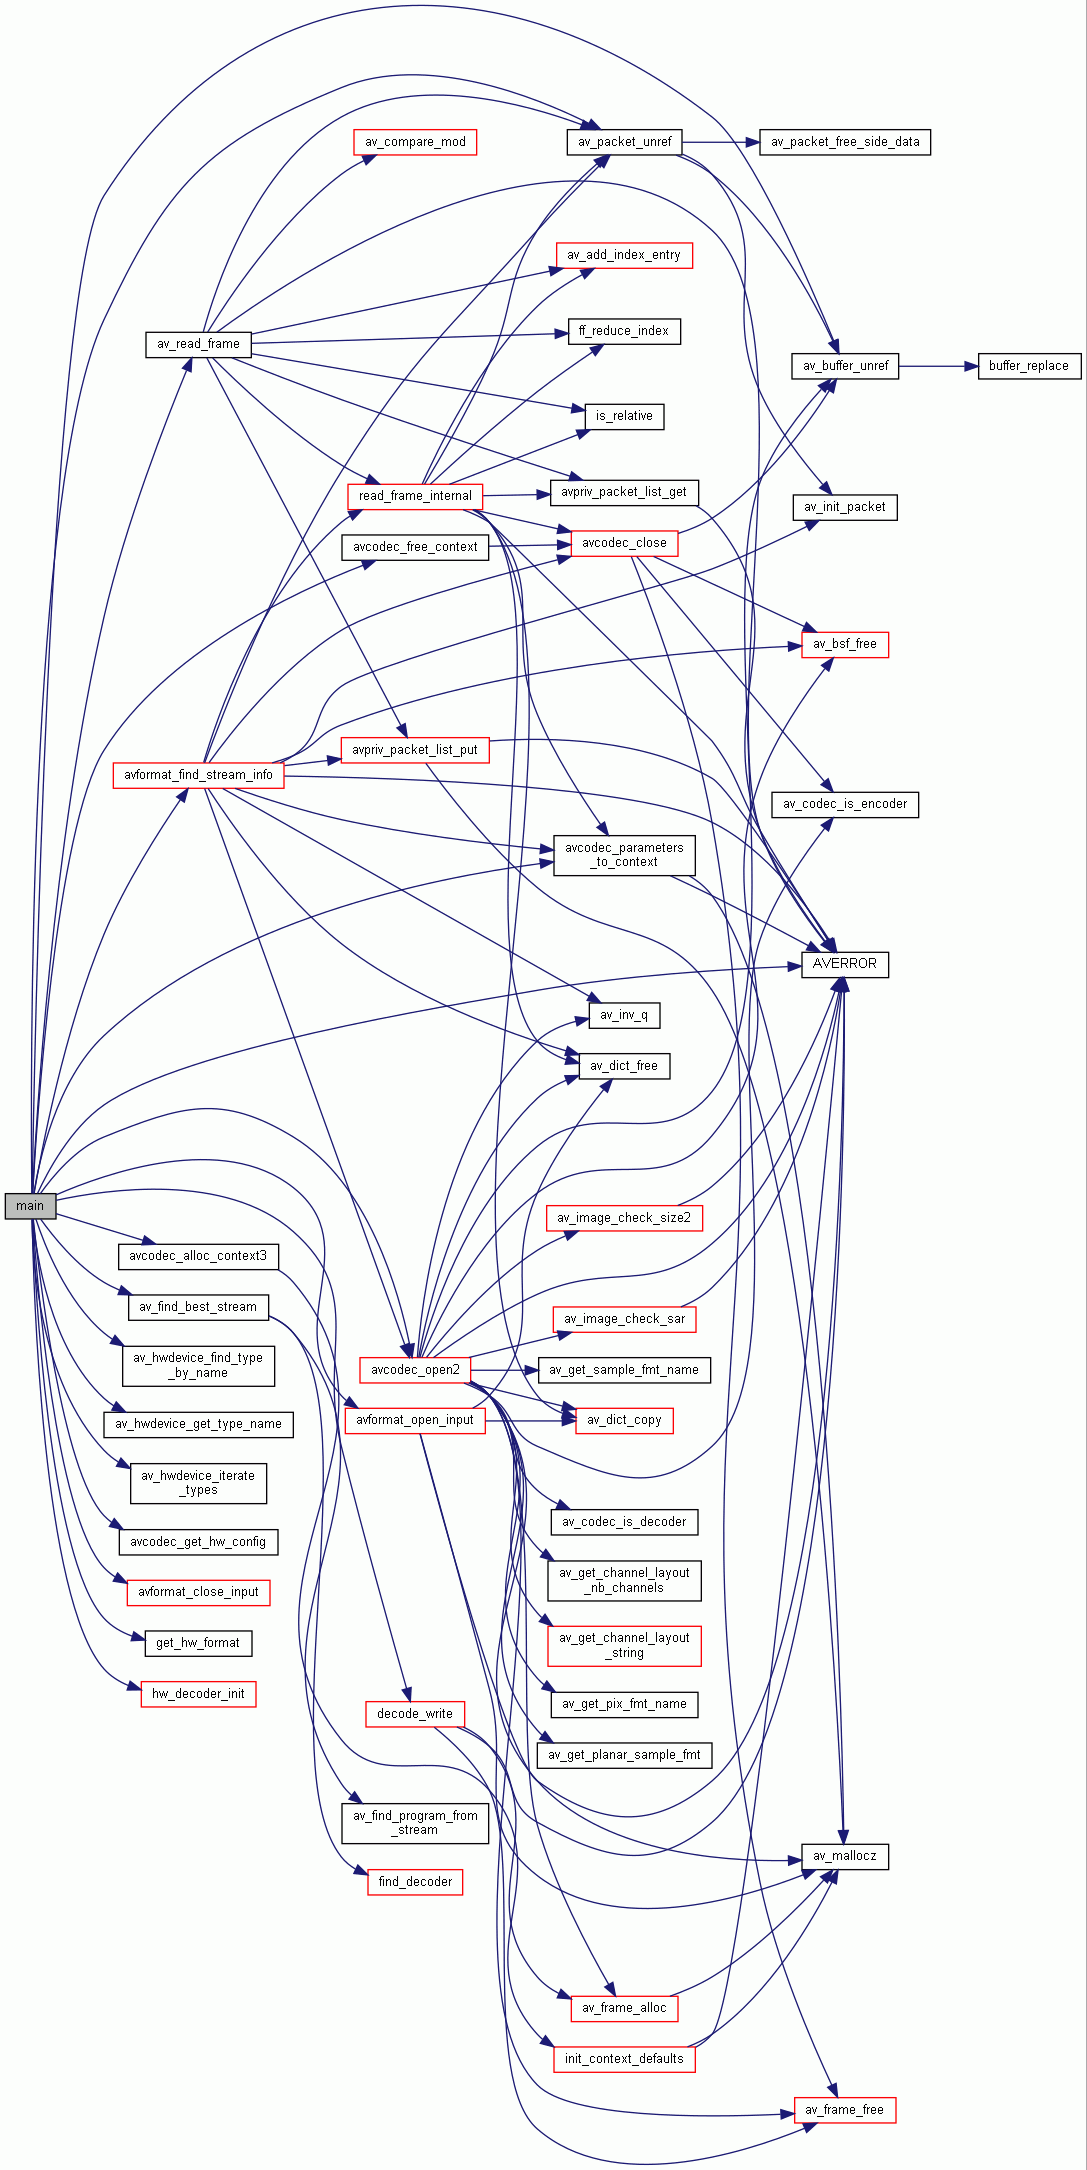 av_packet_unref
av_packet_free_side_data
av_compare_mod
av_add_index_entry
ff_reduce_index
av_read_frame
av_buffer_unref
buffer_replace
is_relative
read_frame_internal
avpriv_packet_list_get
av_init_packet
avcodec_free_context
avcodec_close
av_bsf_free
avpriv_packet_list_put
avformat_find_stream_info
av_codec_is_encoder
avcodec_parameters
_to_context
AVERROR
av_inv_q
av_dict_free
main
av_image_check_size2
avcodec_alloc_context3
av_find_best_stream
av_image_check_sar
av_hwdevice_find_type
_by_name
avcodec_open2
av_get_sample_fmt_name
av_hwdevice_get_type_name
avformat_open_input
av_dict_copy
av_hwdevice_iterate
_types
av_codec_is_decoder
avcodec_get_hw_config
av_get_channel_layout
_nb_channels
avformat_close_input
av_get_channel_layout
_string
get_hw_format
hw_decoder_init
av_get_pix_fmt_name
decode_write
av_get_planar_sample_fmt
av_find_program_from
_stream
av_mallocz
find_decoder
av_frame_alloc
init_context_defaults
av_frame_free